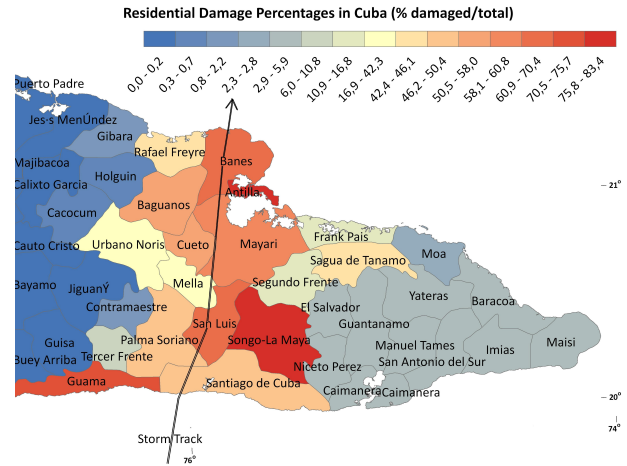 Residential Damage Percentages in Cuba (% damaged/total)
0,0 - 0,2
0,3 - 0,7
0,8 - 2,2
2,3 - 2,8
2,9 - 5,9
6,0 - 10,8
10,9 - 16,8
16,9 - 42,3
42,4 - 46,1
46,2 - 50,4
50,5 - 58,0
58,1 - 60,8
60,9 - 70,4
70,5 - 75,7
75,8 - 83,4
Puerto Padre
Jes·s MenÚndez
Gibara
Rafael Freyre
Banes
Majibacoa
Holguin
Calixto Garcia
Antilla
21°
Baguanos
Cacocum
Cauto Cristo
Urbano Noris
Cueto
Mayari
Frank Pais
Moa
Sagua de Tanamo
Bayamo
JiguanÝ
Mella
Segundo Frente
Yateras
Baracoa
Contramaestre
El Salvador
San Luis
Guantanamo
Guisa
Palma Soriano
Songo-La Maya
Manuel Tames
Imias
Maisi
Buey Arriba
Tercer Frente
San Antonio del Sur
Niceto Perez
Guama
Santiago de Cuba
Caimanera
Caimanera
20°
74°
Storm Track
76°